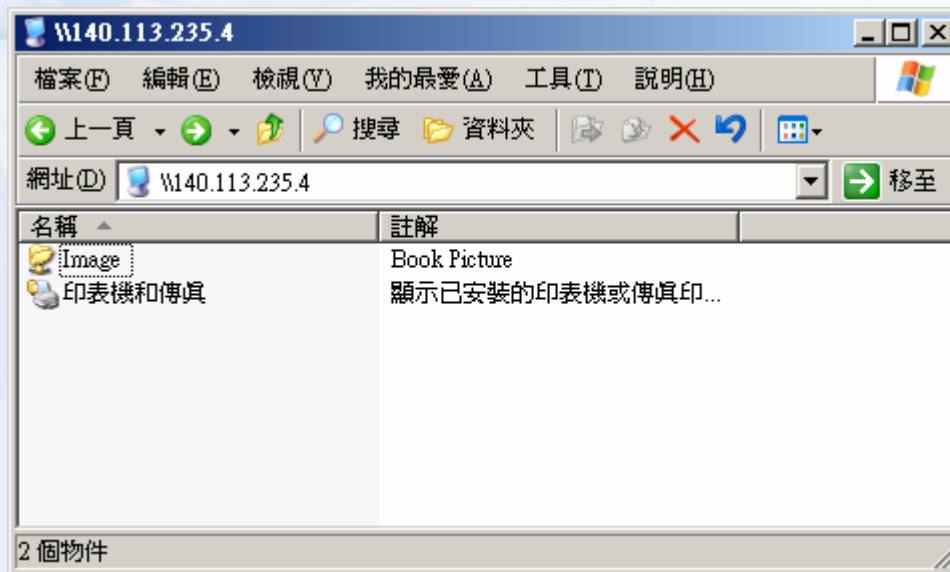 \\140.113.235.4
檔案(F) 編輯(E) 檢視(V) 我的最愛(A) 工具(T) 說明(H)
上一頁 搜尋 資料夾
網址(D) \\140.113.235.4 移至
名稱 註解
Image Book Picture
印表機和傳真 顯示已安裝的印表機或傳真印...
2 個物件